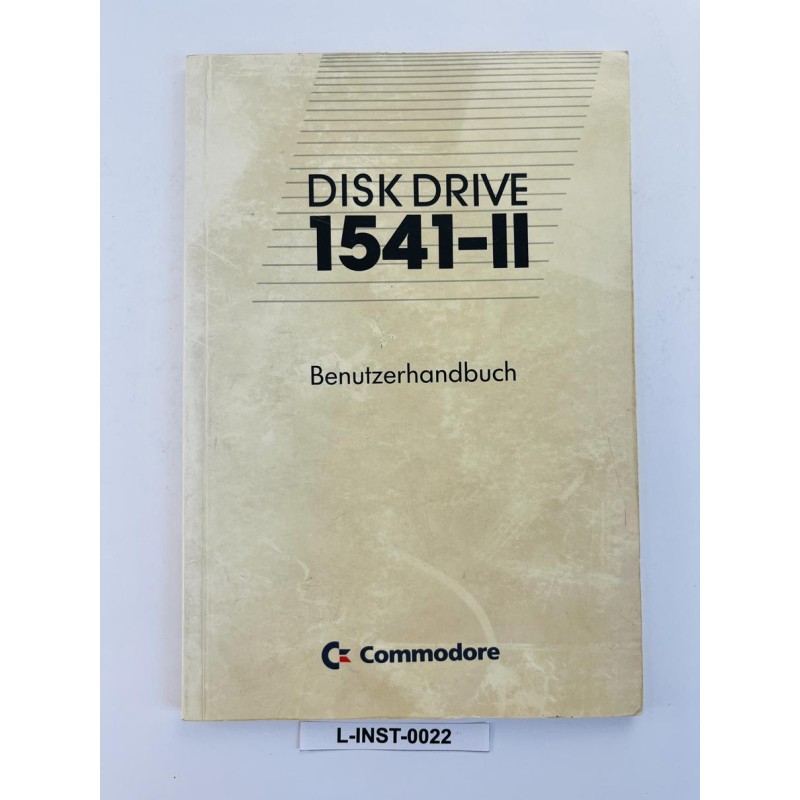 DISK DRIVE
1541-II
Benutzerhandbuch
Commodore
L-INST-0022